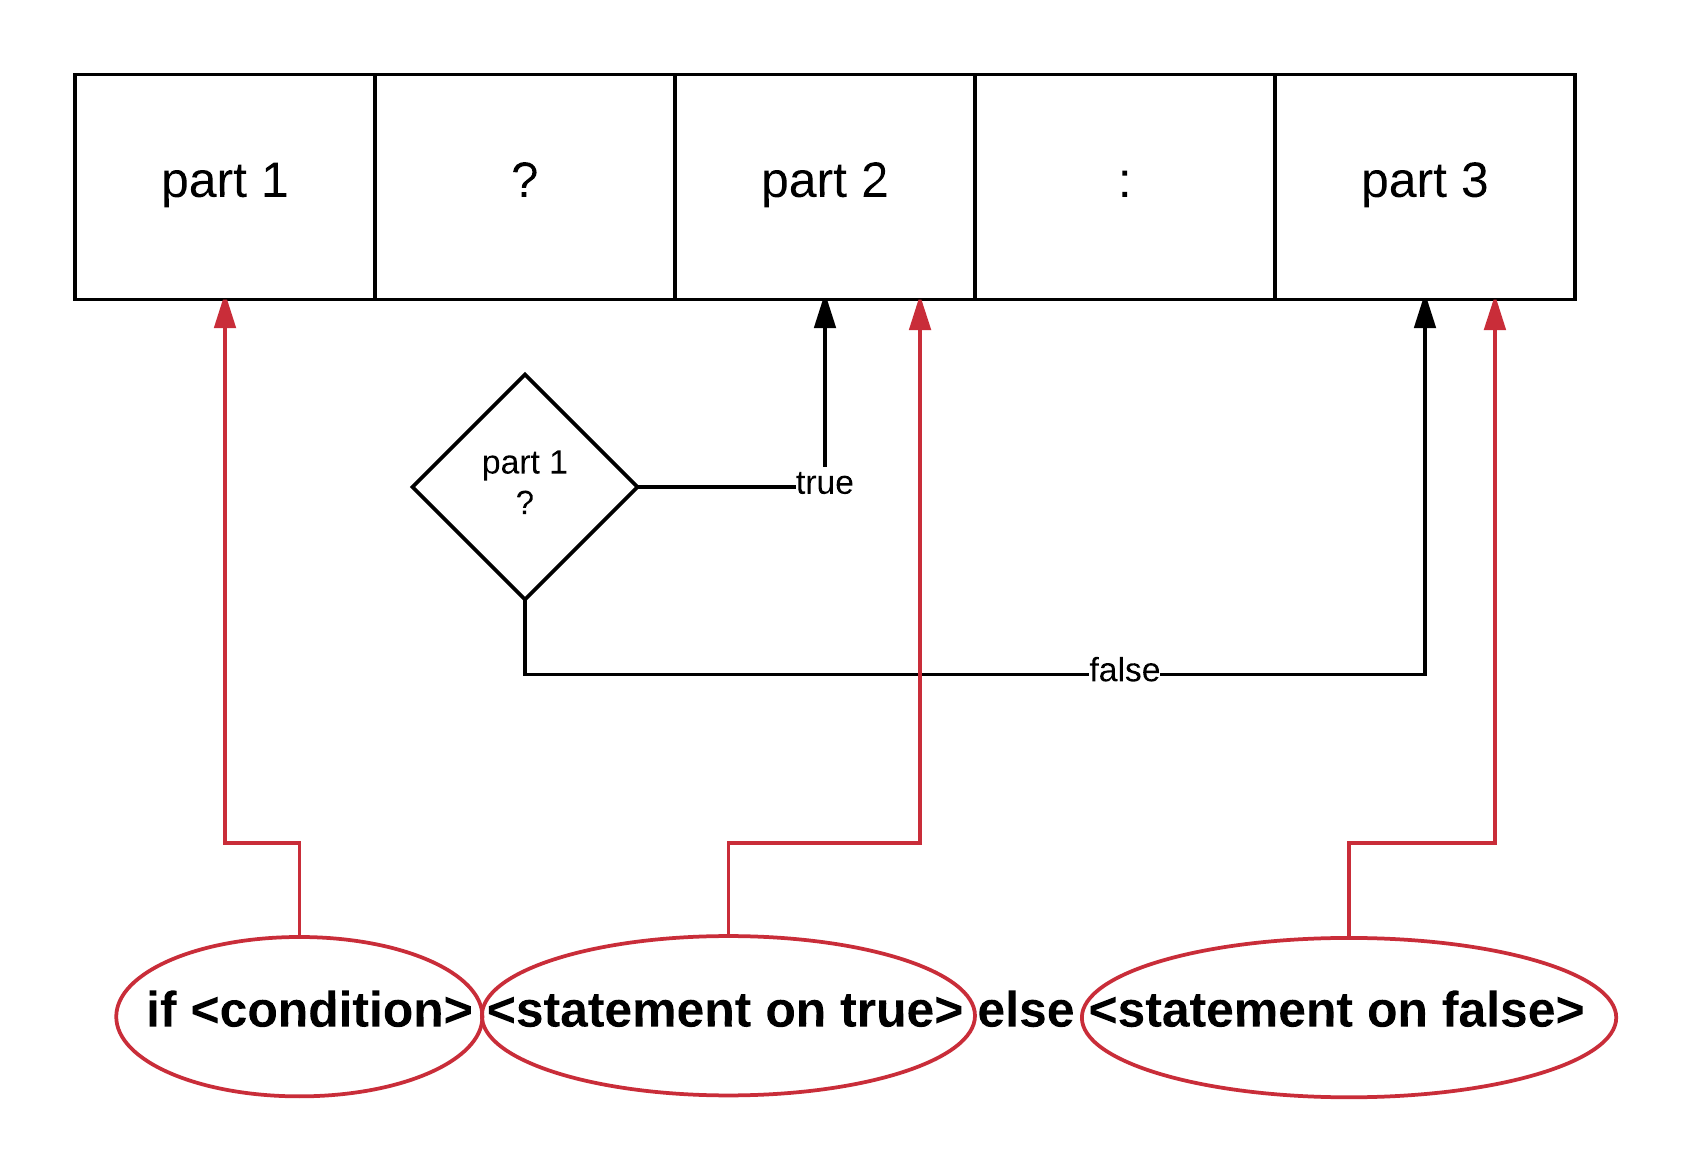 part 1 ? part 2 : part 3
part 1
?
true
false
if <condition> <statement on true> else <statement on false>